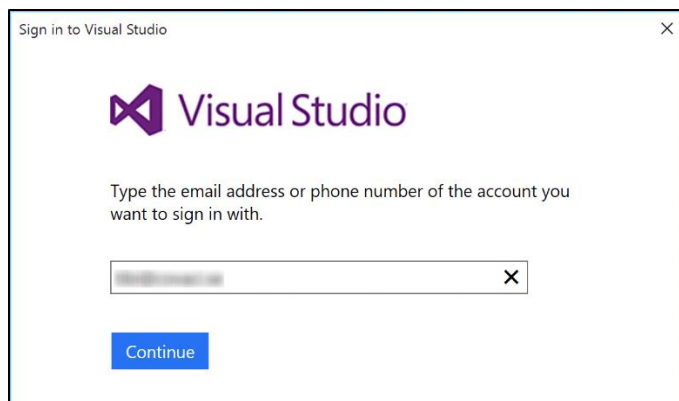 Sign in to Visual Studio
Visual Studio
Type the email address or phone number of the account you
want to sign in with.
Continue